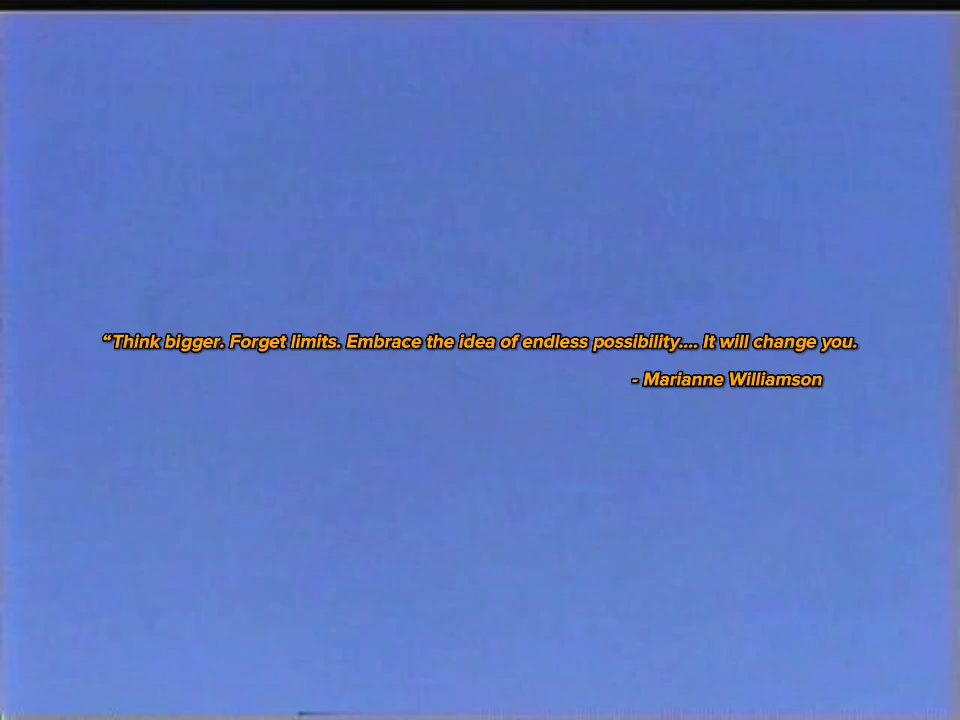 “Think bigger. Forget limits. Embrace the idea of endless possibility.... It will change you.
- Marianne Williamson